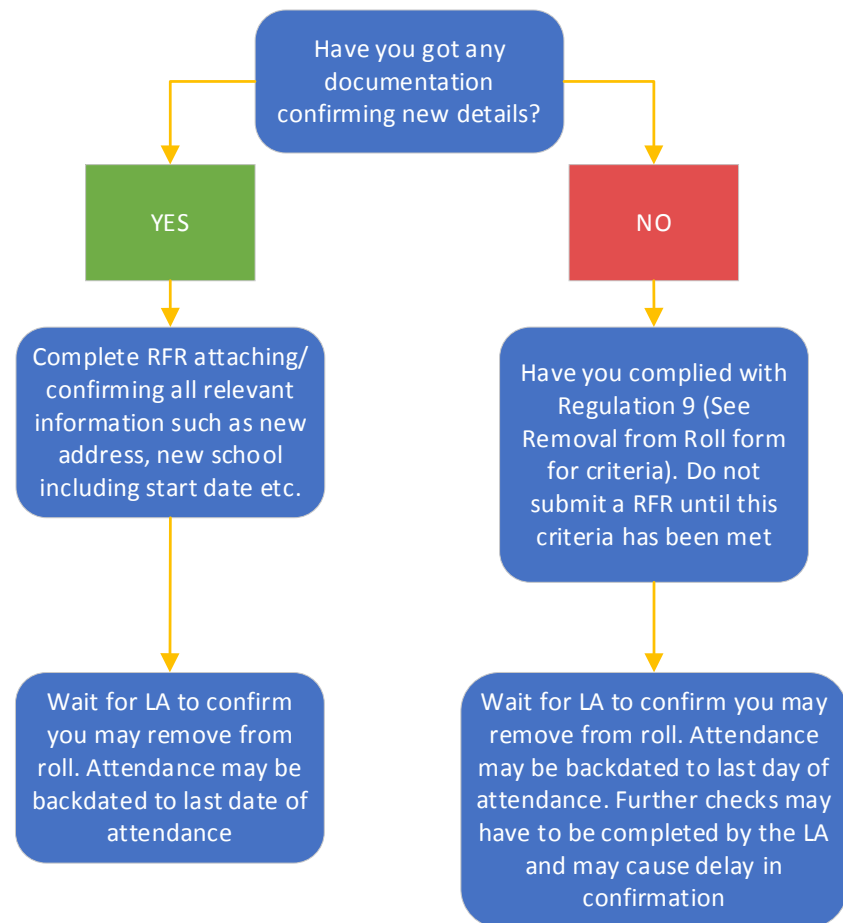 Have you got any
documentation
confirming new details?
YES
NO
Complete RFR attaching/
confirming all relevant
information such as new
address, new school
including start date etc.
Have you complied with
Regulation 9 (See
Removal from Roll form
for criteria). Do not
submit a RFR until this
criteria has been met
Wait for LA to confirm
you may remove from
roll. Attendance may be
backdated to last date of
attendance
Wait for LA to confirm you may
remove from roll. Attendance
may be backdated to last day of
attendance. Further checks may
have to be completed by the LA
and may cause delay in
confirmation